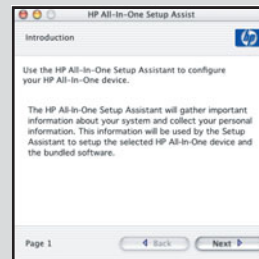 HP All-In-One Setup Assist
Introduction
hp
Use the HP All-In-One Setup Assistant to configure
your HP All-In-One device.
The HP All-In-One Setup Assistant will gather important
information about your system and collect your personal
information. This information will be used by the Setup
Assistant to setup the selected HP All-In-One device and
the bundled software.
Page 1
Back
Next